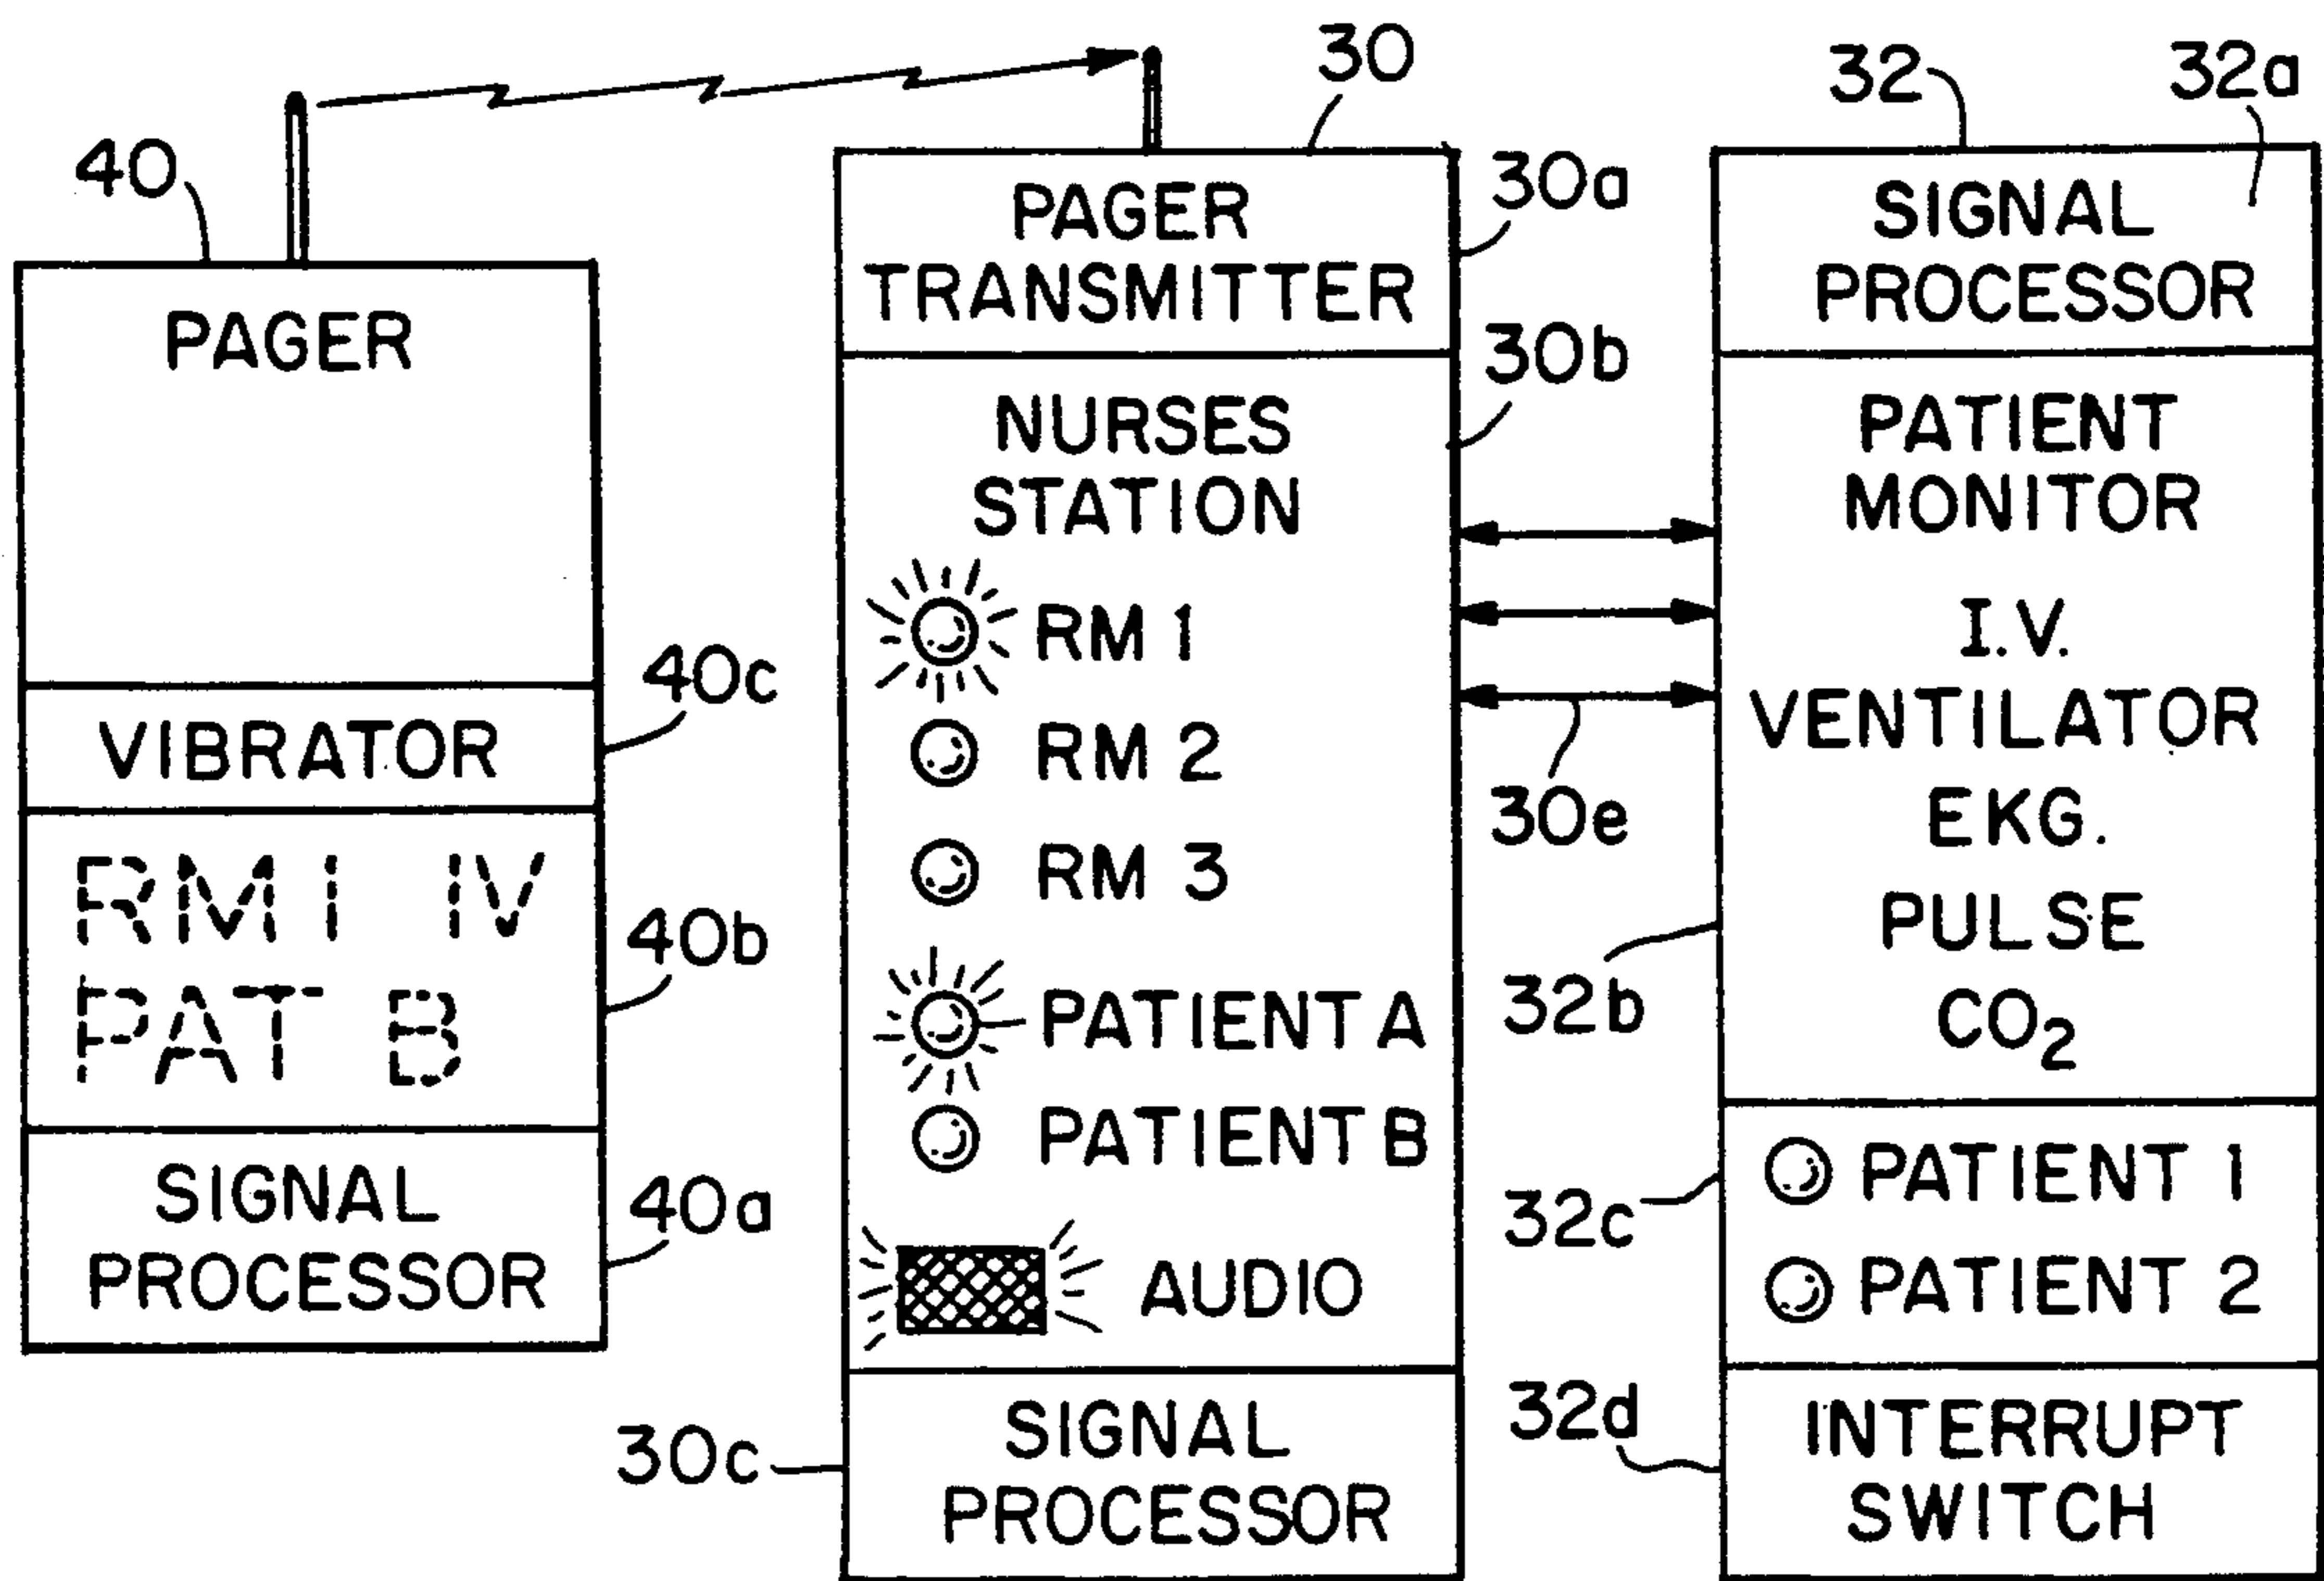 40
PAGER
VIBRATOR
40c
RM 1 IV
PAT B
40b
SIGNAL
PROCESSOR
40a
30
PAGER
TRANSMITTER
30a
NURSES
STATION
30b
RM 1
RM 2
RM 3
PATIENT A
PATIENT B
AUDIO
SIGNAL
PROCESSOR
30c
30e
32
32a
SIGNAL
PROCESSOR
PATIENT
MONITOR
I.V.
VENTILATOR
EKG.
PULSE
CO₂
32b
PATIENT 1
PATIENT 2
32c
INTERRUPT
SWITCH
32d